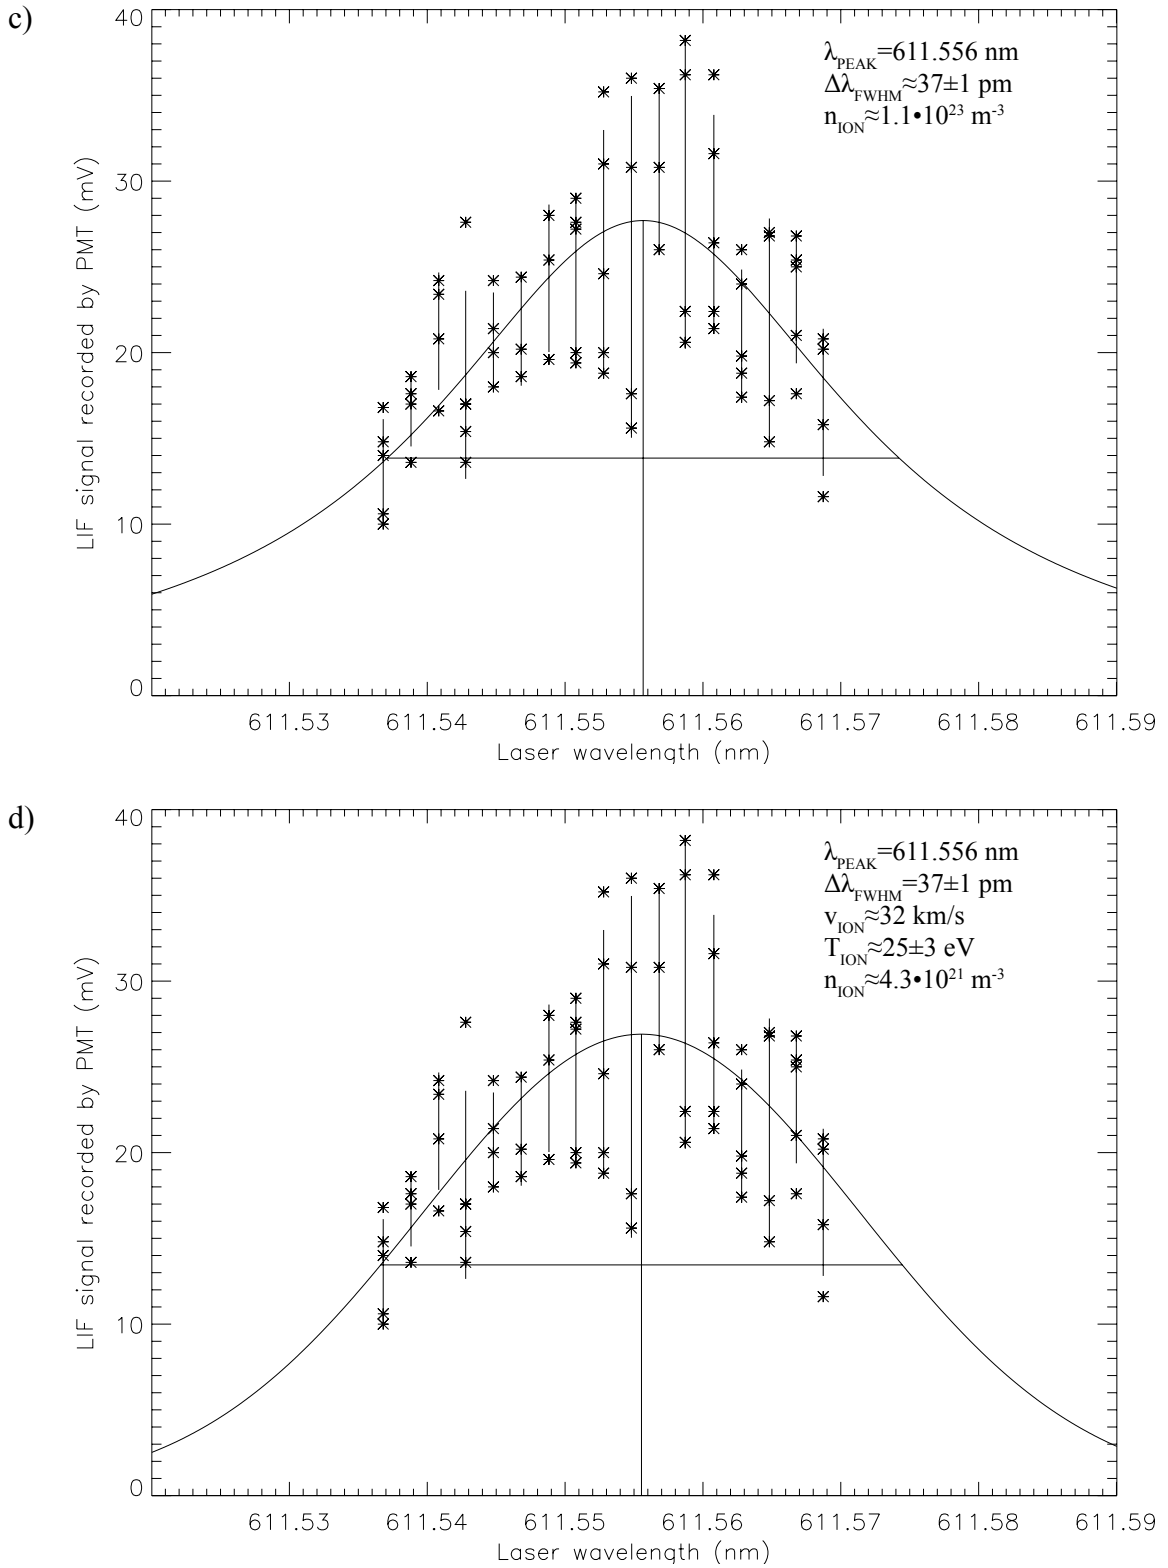 c)
40
30
20
10
0
LIF signal recorded by PMT (mV)
λPEAK=611.556 nm
ΔλFWHM≈37±1 pm
nION≈1.1•10²³ m⁻³
611.53 611.54 611.55 611.56 611.57 611.58 611.59
Laser wavelength (nm)
d)
40
30
20
10
0
LIF signal recorded by PMT (mV)
λPEAK=611.556 nm
ΔλFWHM=37±1 pm
vION≈32 km/s
TION≈25±3 eV
nION≈4.3•10²¹ m⁻³
611.53 611.54 611.55 611.56 611.57 611.58 611.59
Laser wavelength (nm)